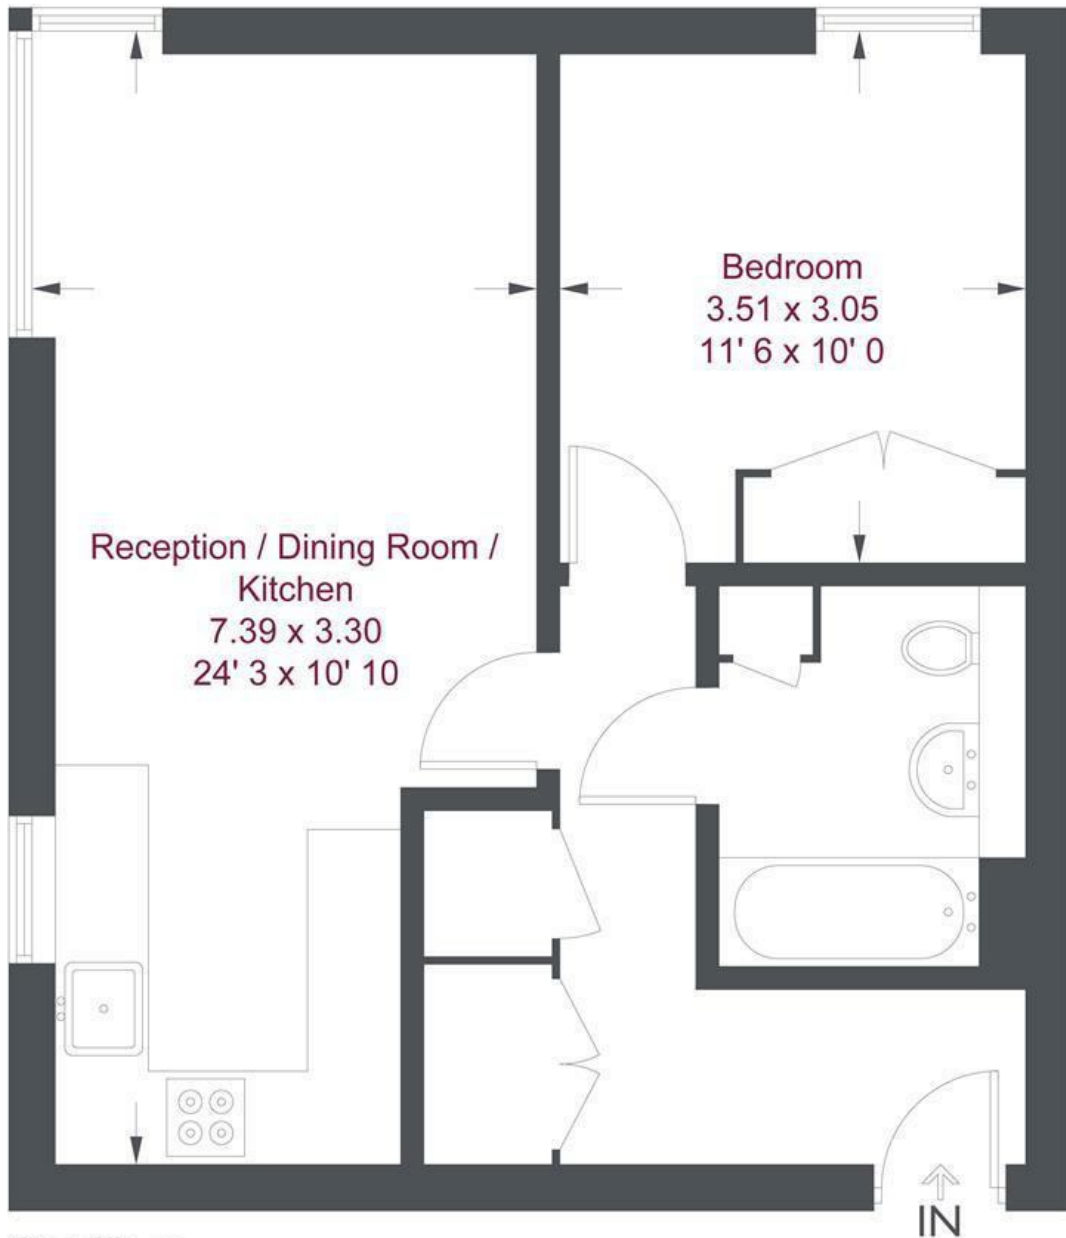 Bedroom
3.51 x 3.05
11' 6 x 10' 0
Reception / Dining Room /
Kitchen
7.39 x 3.30
24' 3 x 10' 10
IN